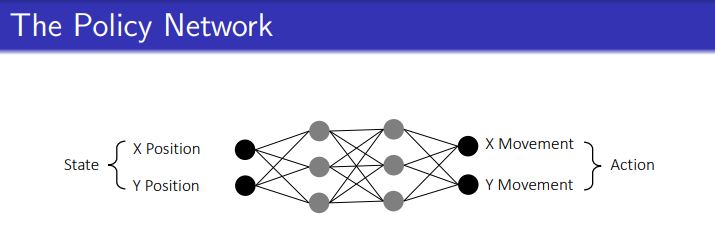 The Policy Network
State
X Position
Y Position
X Movement
Y Movement
Action